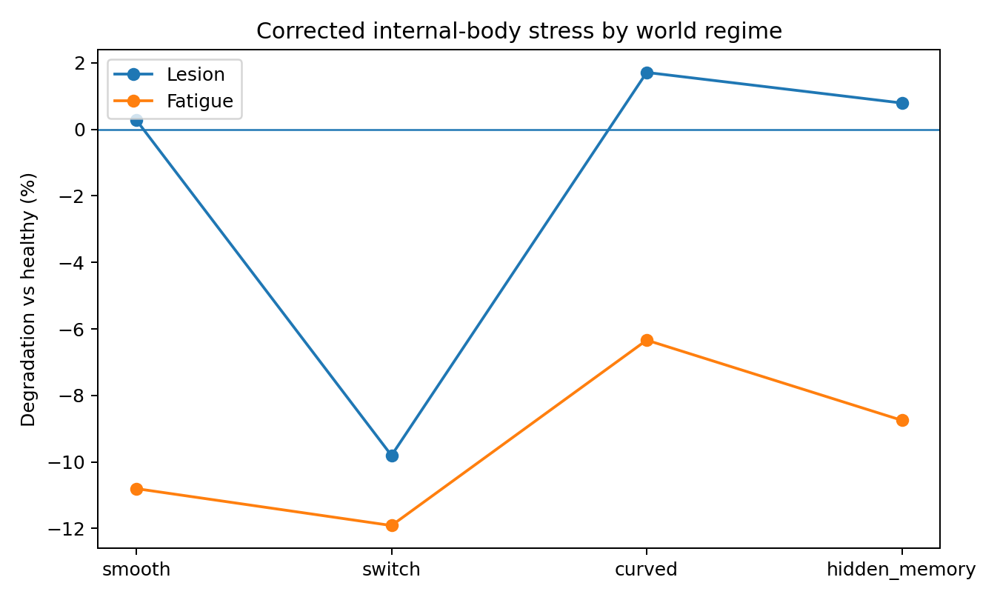 Corrected internal-body stress by world regime
Lesion
Fatigue
Degradation vs healthy (%)
2
0
−2
−4
−6
−8
−10
−12
smooth
switch
curved
hidden_memory